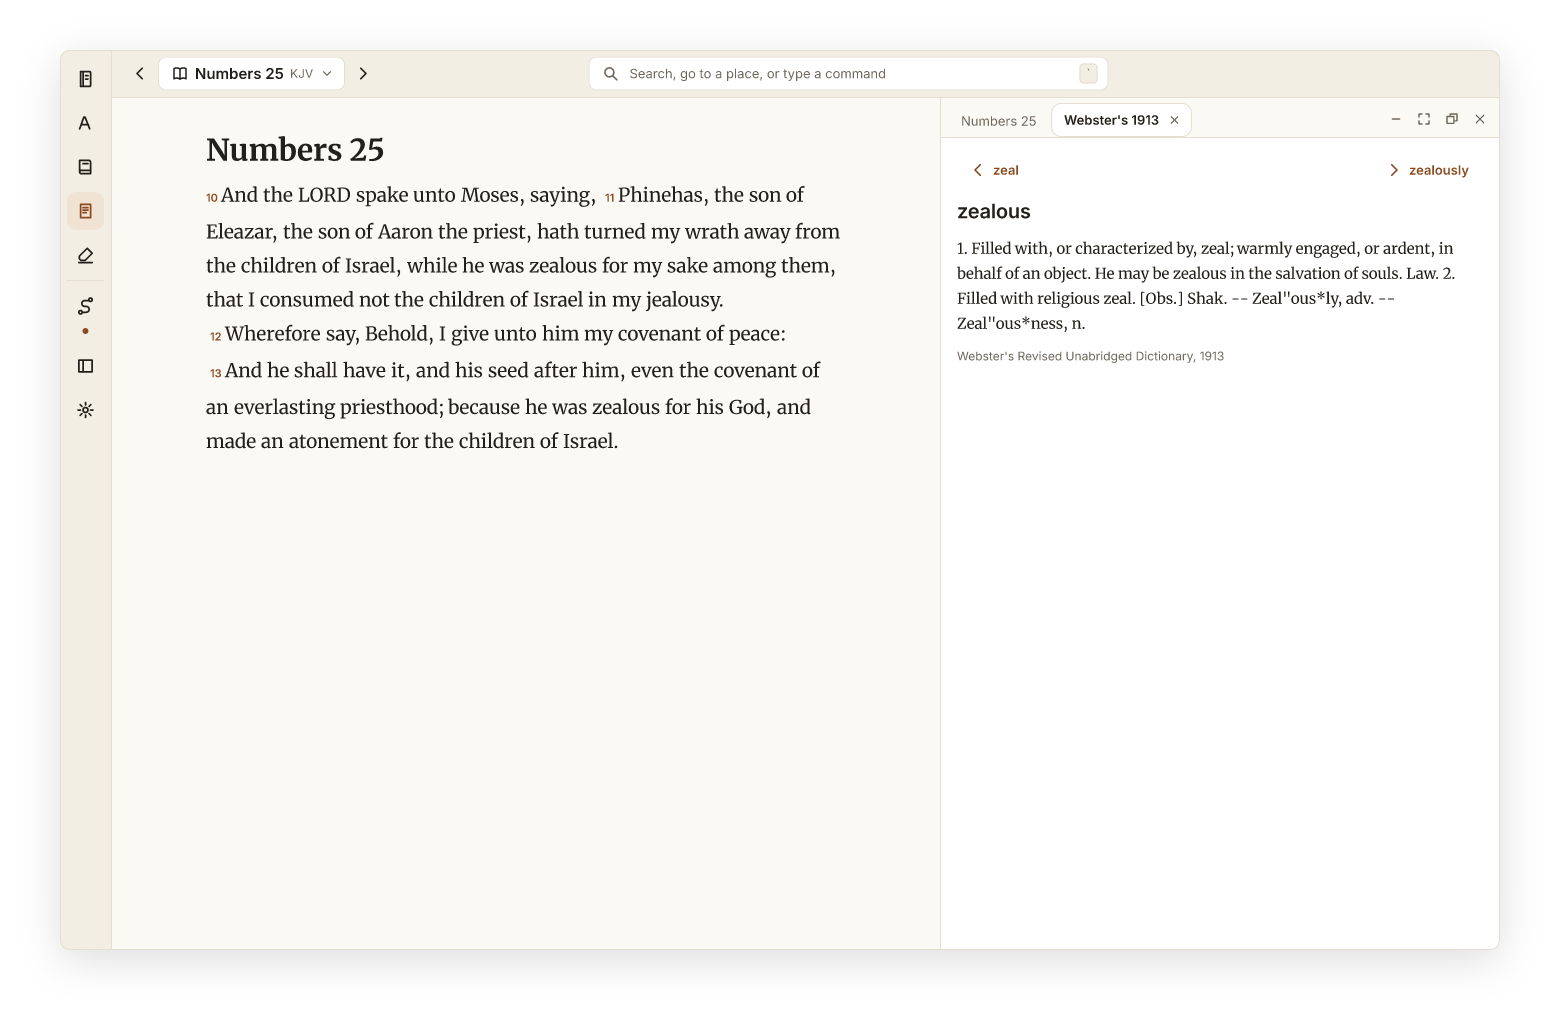 Numbers 25 KJV
Search, go to a place, or type a command
Numbers 25
10 And the LORD spake unto Moses, saying, 11 Phinehas, the son of
Eleazar, the son of Aaron the priest, hath turned my wrath away from
the children of Israel, while he was zealous for my sake among them,
that I consumed not the children of Israel in my jealousy.
12 Wherefore say, Behold, I give unto him my covenant of peace:
13 And he shall have it, and his seed after him, even the covenant of
an everlasting priesthood; because he was zealous for his God, and
made an atonement for the children of Israel.
Numbers 25
Webster's 1913
zeal
zealously
zealous
1. Filled with, or characterized by, zeal; warmly engaged, or ardent, in
behalf of an object. He may be zealous in the salvation of souls. Law. 2.
Filled with religious zeal. [Obs.] Shak. -- Zeal"ous*ly, adv. --
Zeal"ous*ness, n.
Webster's Revised Unabridged Dictionary, 1913